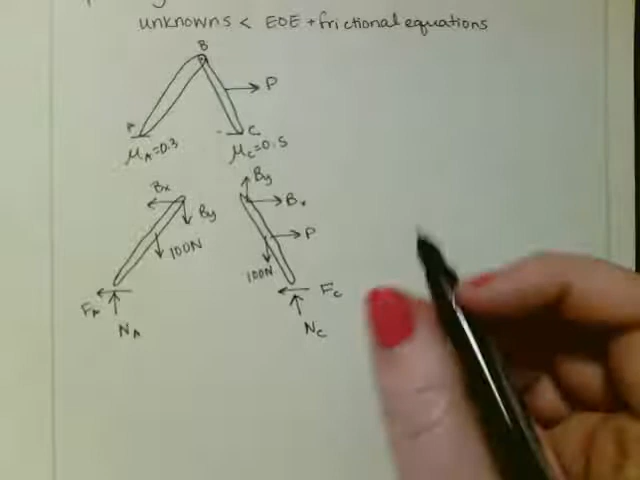 unknowns < EOE + frictional equations
B
P
A
C
μA=0.3
μC=0.5
Bx
By
By
Bx
100N
P
100N
FA
FC
NA
NC